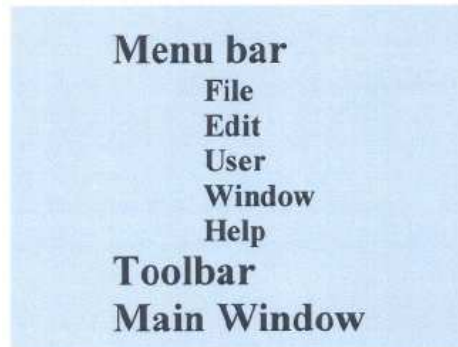 Menu bar
File
Edit
User
Window
Help
Toolbar
Main Window